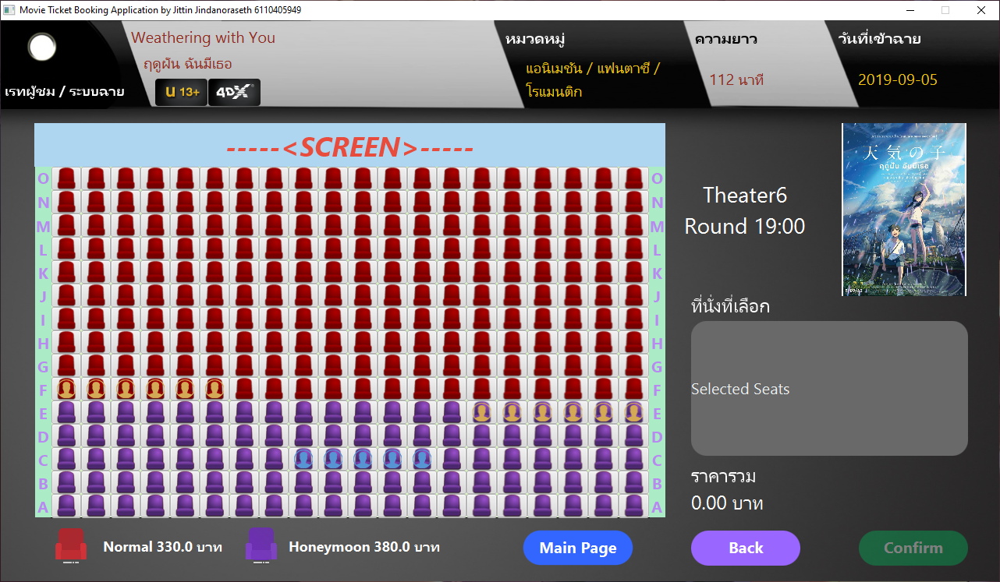 Movie Ticket Booking Application by Jittin Jindanoraseth 6110405949
Weathering with You
ฤดูฝัน ฉันมีเธอ
เรทผู้ชม / ระบบฉาย
น 13+
4DX
หมวดหมู่
แอนิเมชัน / แฟนตาซี /
โรแมนติก
ความยาว
112 นาที
วันที่เข้าฉาย
2019-09-05
-----<SCREEN>-----
O O
N N
M M
L L
K K
J J
I I
H H
G G
F F
E E
D D
C C
B B
A A
Theater6
Round 19:00
天気の子
ฤดูฝัน ฉันมีเธอ
ที่นั่งที่เลือก
Selected Seats
ราคารวม
0.00 บาท
Normal 330.0 บาท
Honeymoon 380.0 บาท
Main Page
Back
Confirm